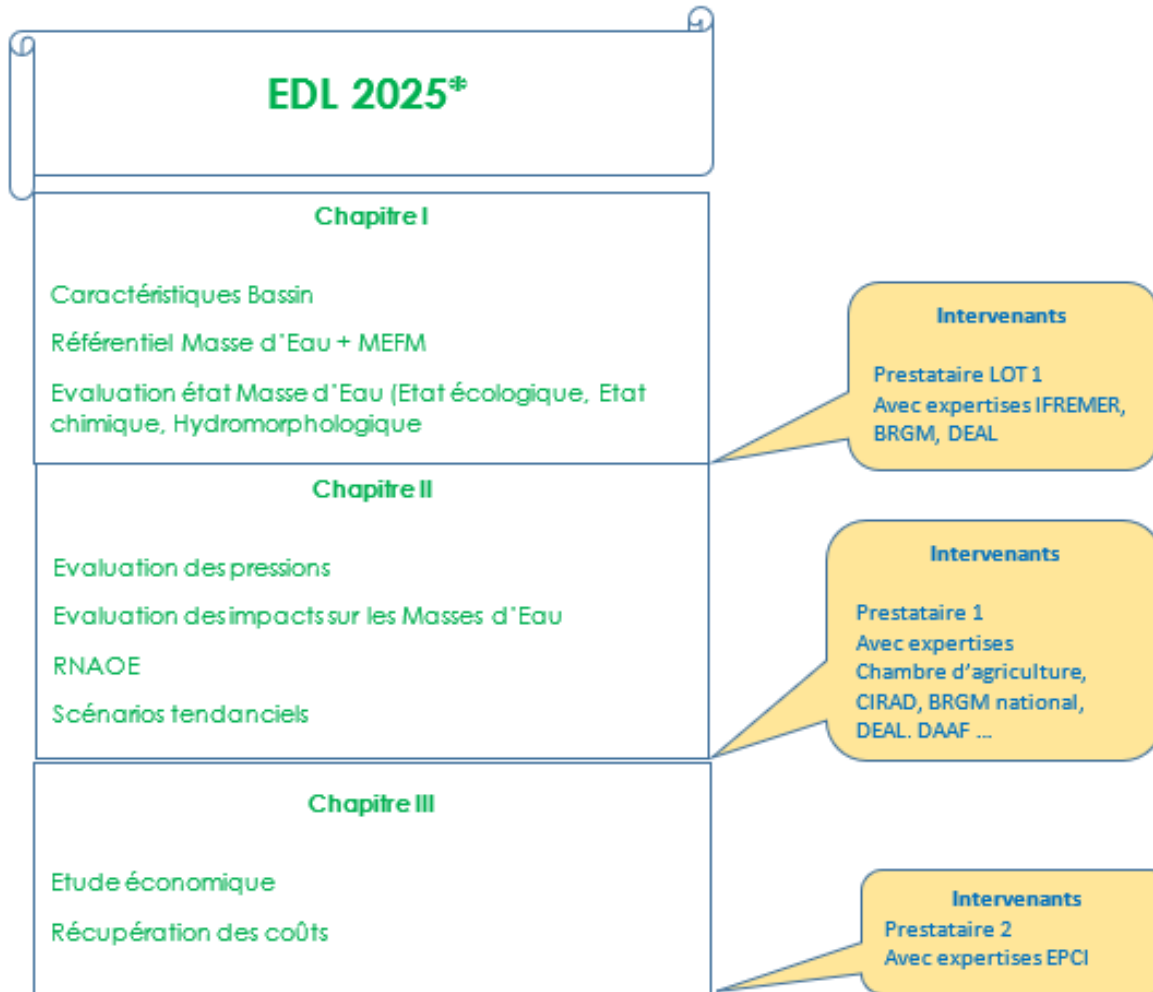 EDL 2025*
Chapitre I
Caractéristiques Bassin
Référentiel Masse d'Eau + MEFM
Evaluation état Masse d'Eau (Etat écologique, Etat
chimique, Hydromorphologique
Intervenants
Prestataire LOT 1
Avec expertises IFREMER,
BRGM, DEAL
Chapitre II
Evaluation des pressions
Evaluation des impacts sur les Masses d'Eau
RNAOE
Scénarios tendanciels
Intervenants
Prestataire 1
Avec expertises
Chambre d'agriculture,
CIRAD, BRGM national,
DEAL. DAAF ...
Chapitre III
Etude économique
Récupération des coûts
Intervenants
Prestataire 2
Avec expertises EPCI